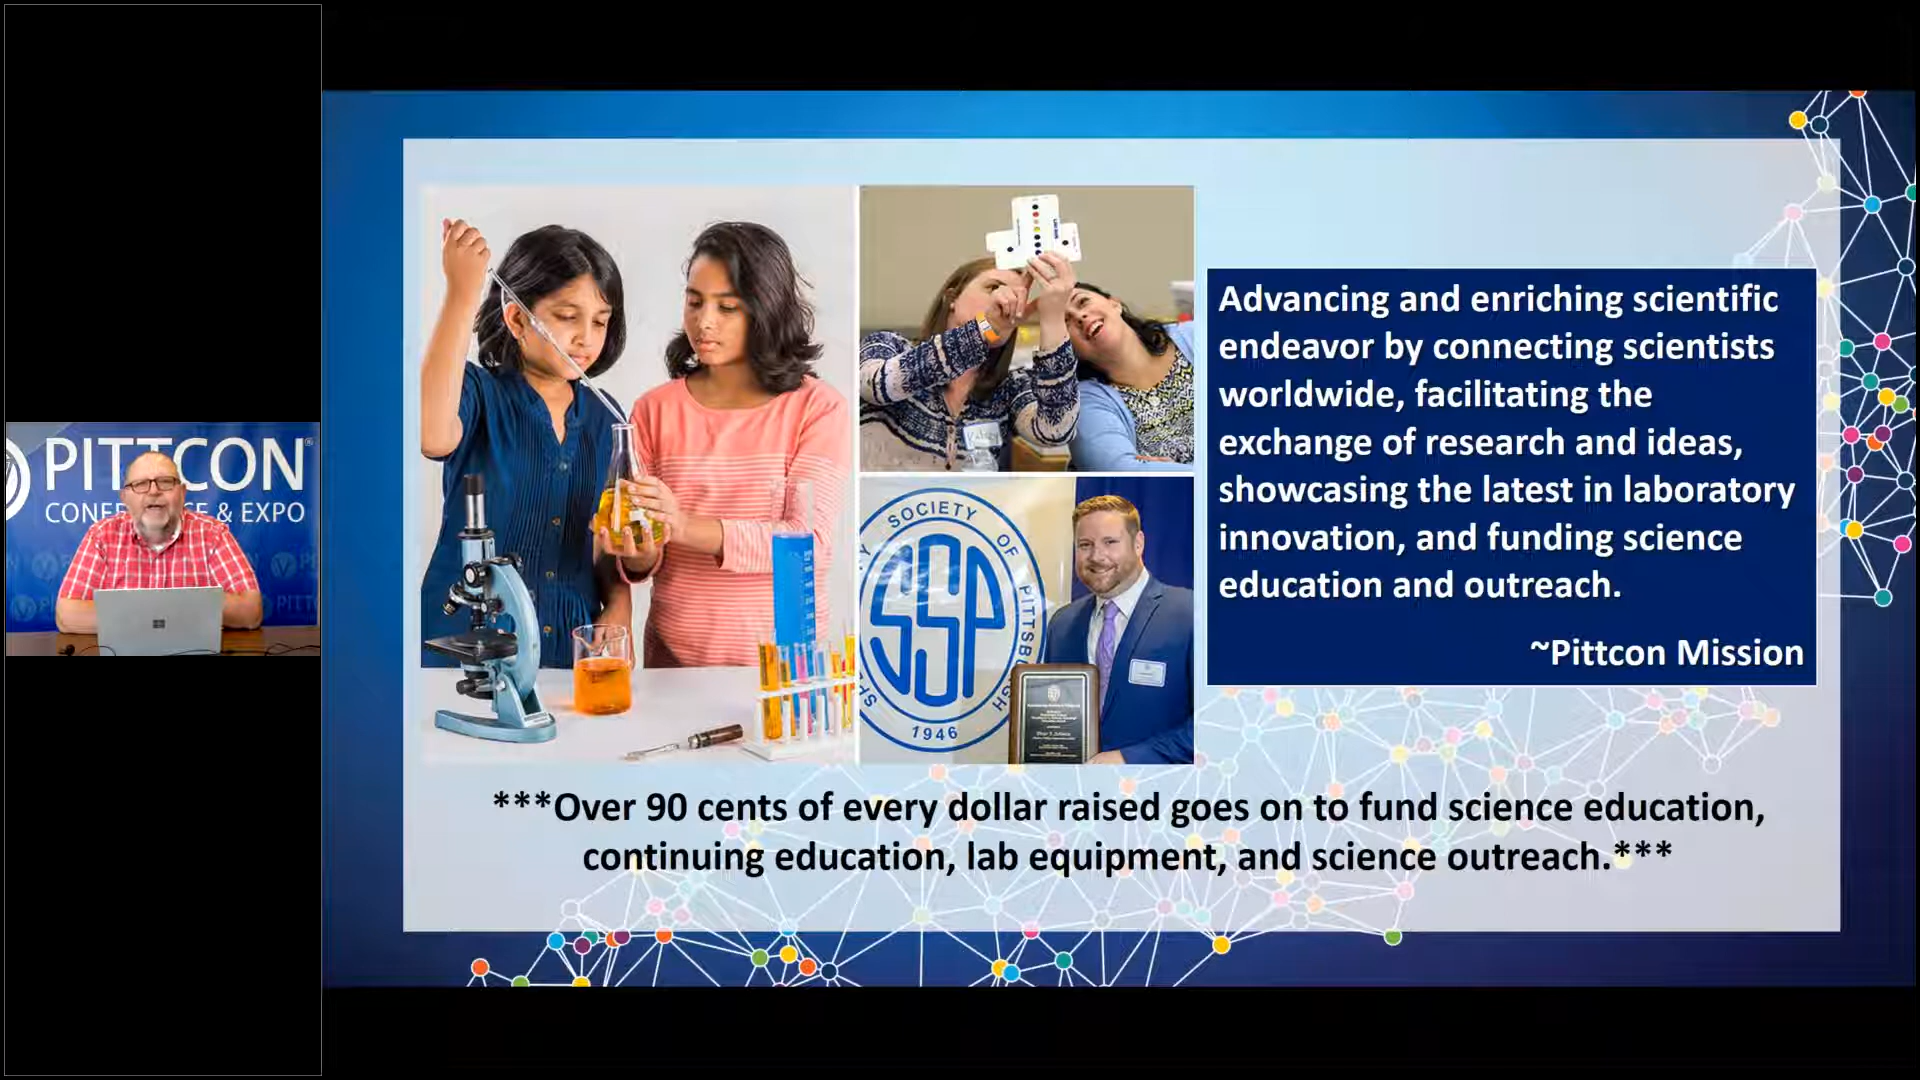 PITTCON®
CONFERENCE & EXPO
Advancing and enriching scientific
endeavor by connecting scientists
worldwide, facilitating the
exchange of research and ideas,
showcasing the latest in laboratory
innovation, and funding science
education and outreach.
~Pittcon Mission
SOCIETY OF PITTSBURGH
SSP
1946
***Over 90 cents of every dollar raised goes on to fund science education,
continuing education, lab equipment, and science outreach.***